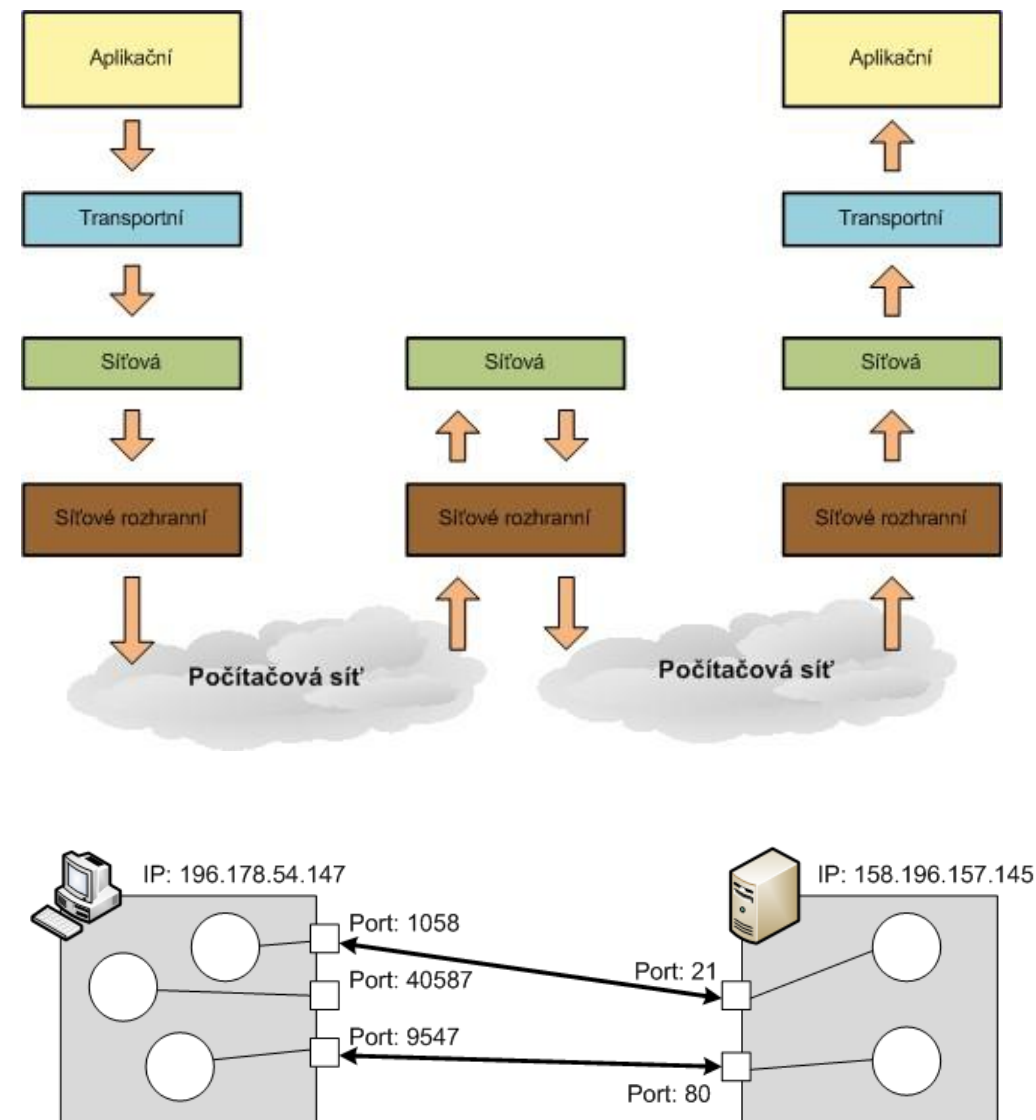 Aplikační
Aplikační
Transportní
Transportní
Síťová
Síťová
Síťová
Síťové rozhranní
Síťové rozhranní
Síťové rozhranní
Počítačová síť
Počítačová síť
IP: 196.178.54.147
IP: 158.196.157.145
Port: 1058
Port: 21
Port: 40587
Port: 9547
Port: 80